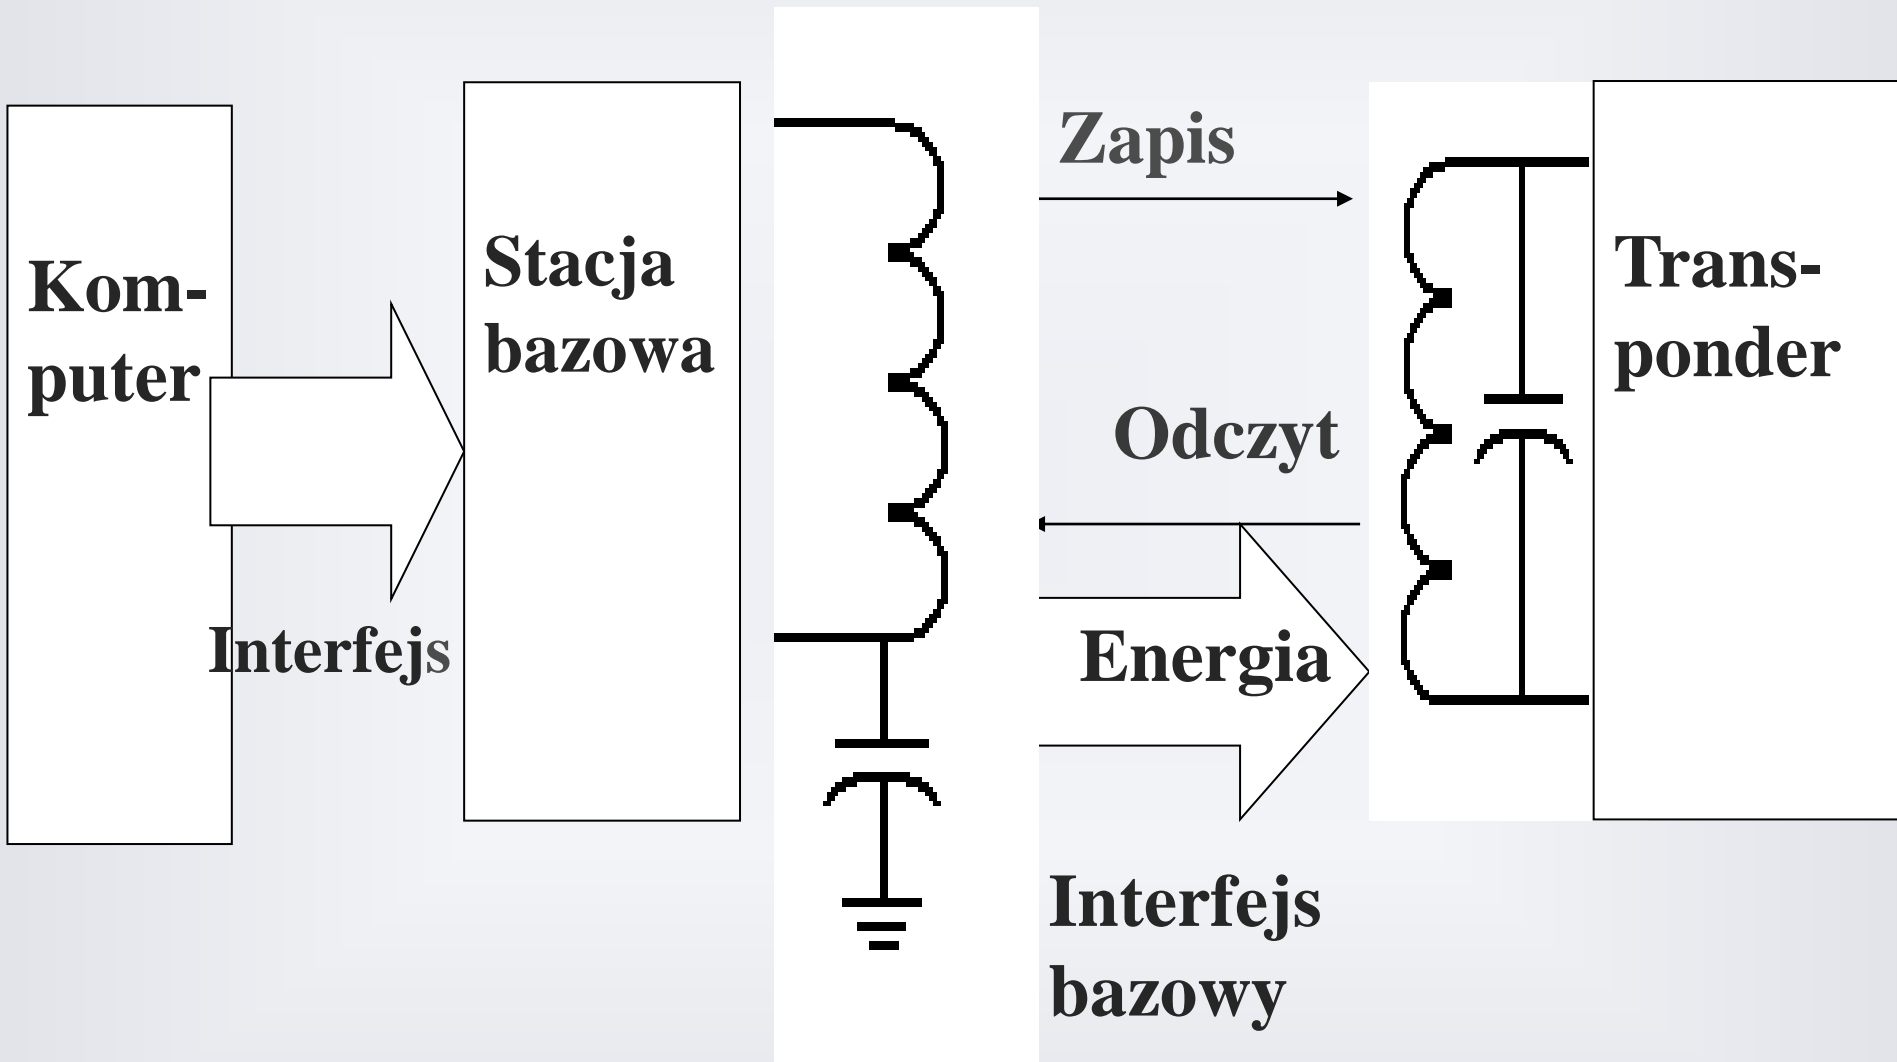 Kom-
puter
Interfejs
Stacja
bazowa
Zapis
Odczyt
Energia
Interfejs
bazowy
Trans-
ponder